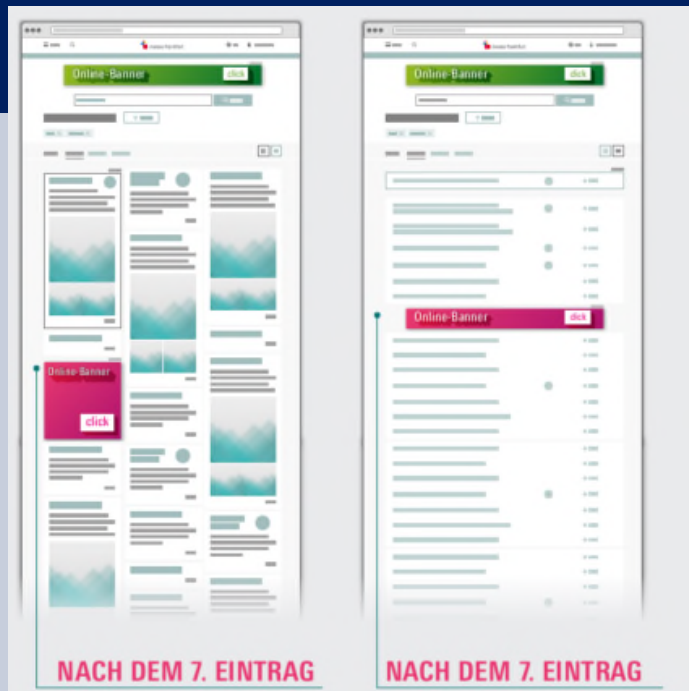 Online-Banner click
Online-Banner click
Online-Banner click
Online-Banner
click
NACH DEM 7. EINTRAG
NACH DEM 7. EINTRAG